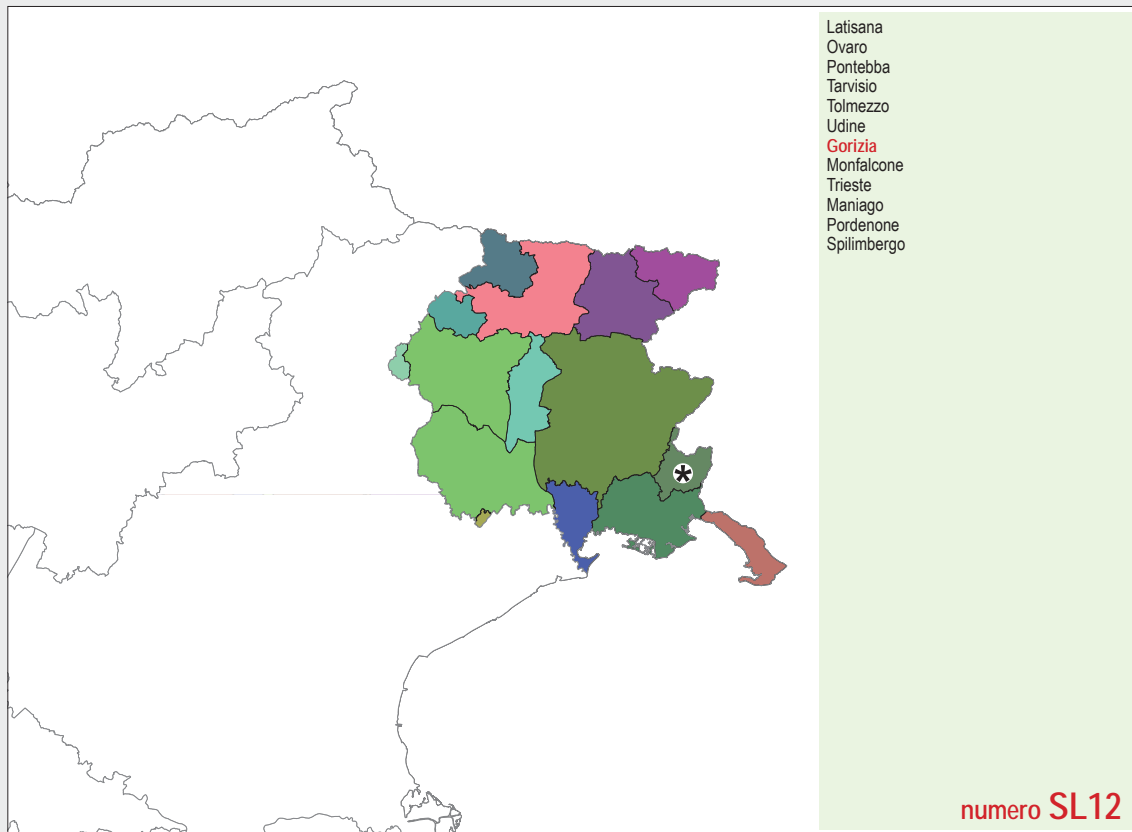 Latisana
Ovaro
Pontebba
Tarvisio
Tolmezzo
Udine
Gorizia
Monfalcone
Trieste
Maniago
Pordenone
Spilimbergo
numero SL12